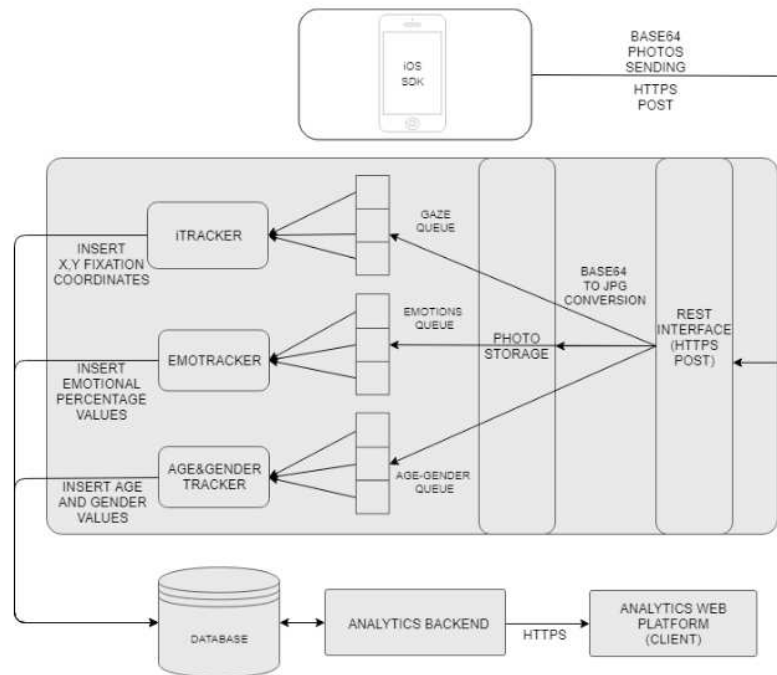 iOS
SDK
BASE64
PHOTOS
SENDING
HTTPS
POST
iTRACKER
GAZE
QUEUE
INSERT
X,Y FIXATION
COORDINATES
BASE64
TO JPG
CONVERSION
EMOTIONS
QUEUE
REST
INTERFACE
(HTTPS
POST)
PHOTO
STORAGE
EMOTRACKER
INSERT
EMOTIONAL
PERCENTAGE
VALUES
AGE&GENDER
TRACKER
AGE-GENDER
QUEUE
INSERT AGE
AND GENDER
VALUES
DATABASE
ANALYTICS BACKEND
HTTPS
ANALYTICS WEB
PLATFORM
(CLIENT)